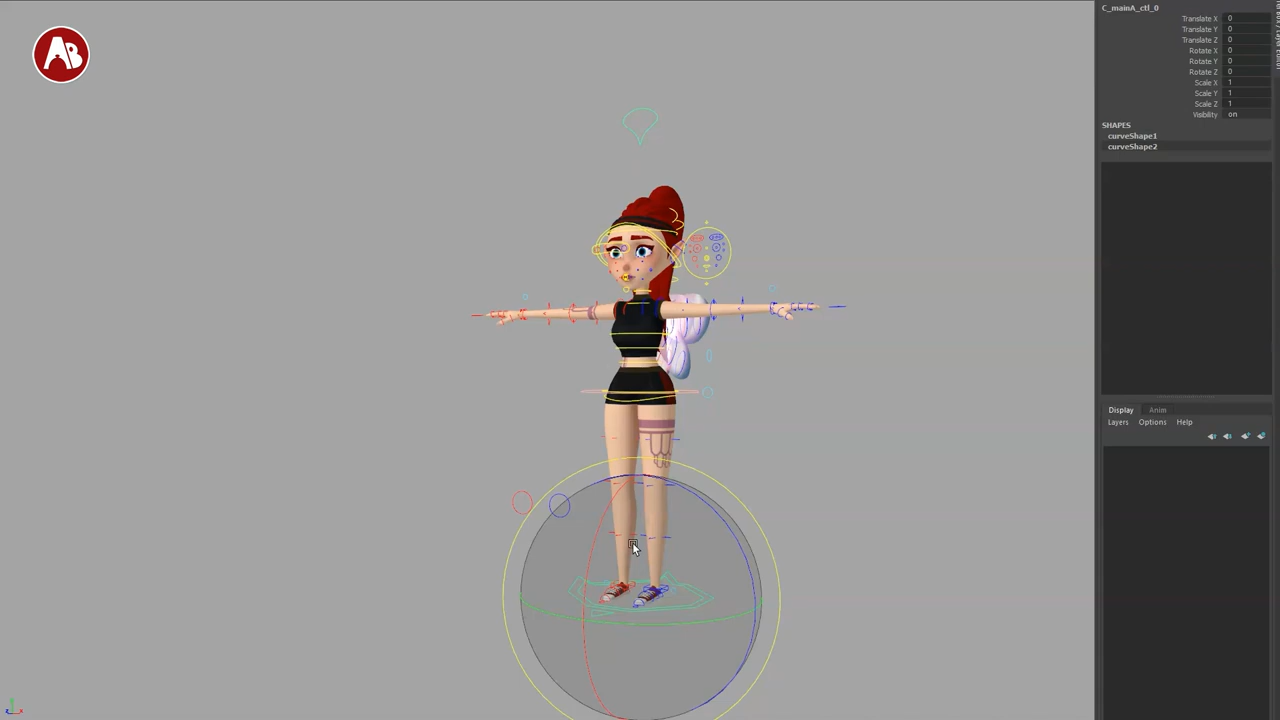 AB
C_mainA_ctl_0
Translate X 0
Translate Y 0
Translate Z 0
Rotate X 0
Rotate Y 0
Rotate Z 0
Scale X 1
Scale Y 1
Scale Z 1
Visibility on
SHAPES
curveShape1
curveShape2
Display Anim
Layers Options Help